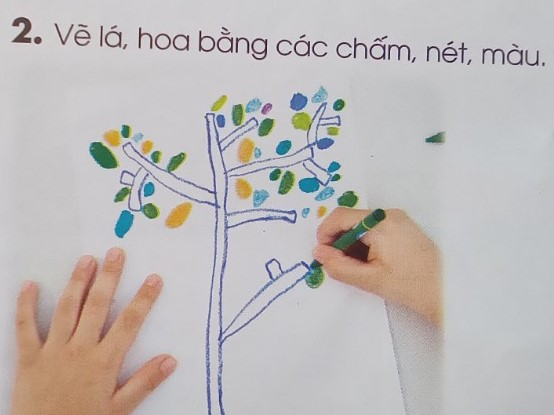 2. Vẽ lá, hoa bằng các chấm, nét, màu.